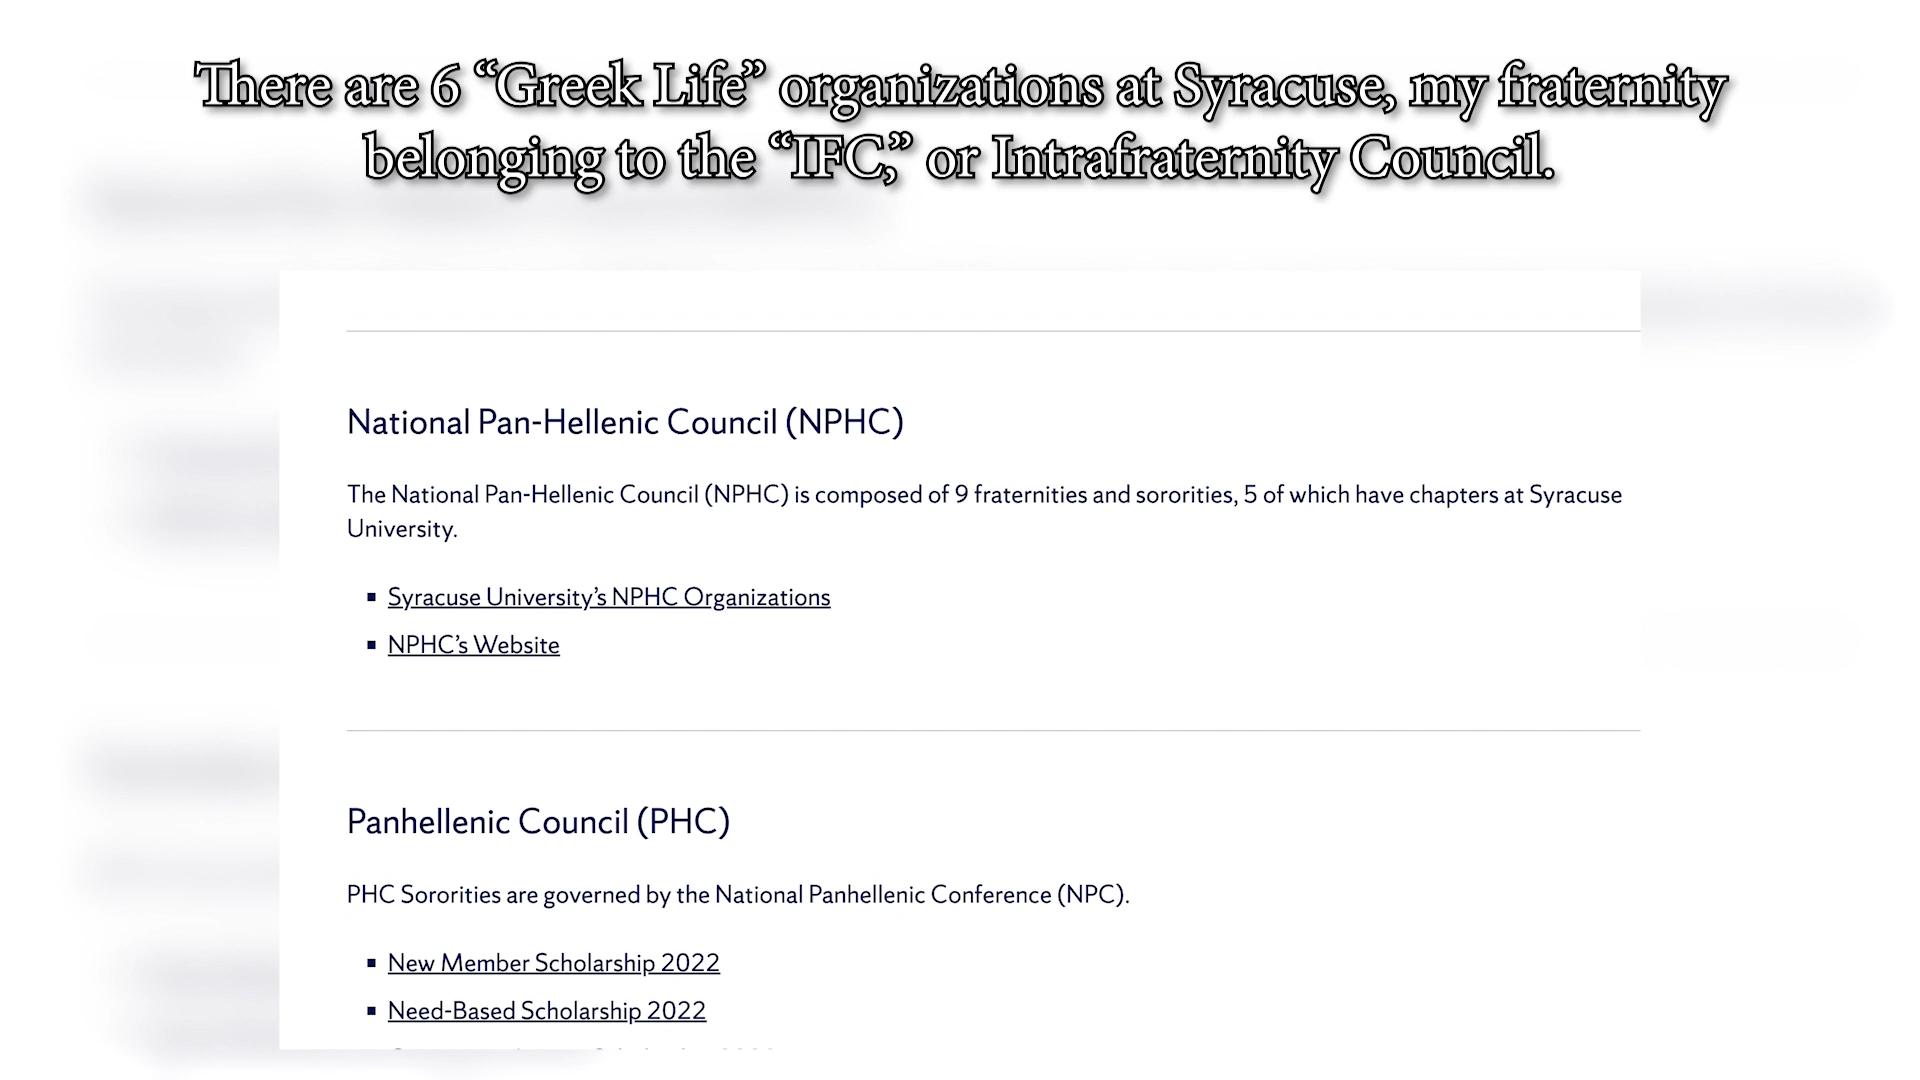 There are 6 “Greek Life” organizations at Syracuse, my fraternity
belonging to the “IFC,” or Intrafraternity Council.
National Pan-Hellenic Council (NPHC)
The National Pan-Hellenic Council (NPHC) is composed of 9 fraternities and sororities, 5 of which have chapters at Syracuse
University.
▪ Syracuse University’s NPHC Organizations
▪ NPHC’s Website
Panhellenic Council (PHC)
PHC Sororities are governed by the National Panhellenic Conference (NPC).
▪ New Member Scholarship 2022
▪ Need-Based Scholarship 2022